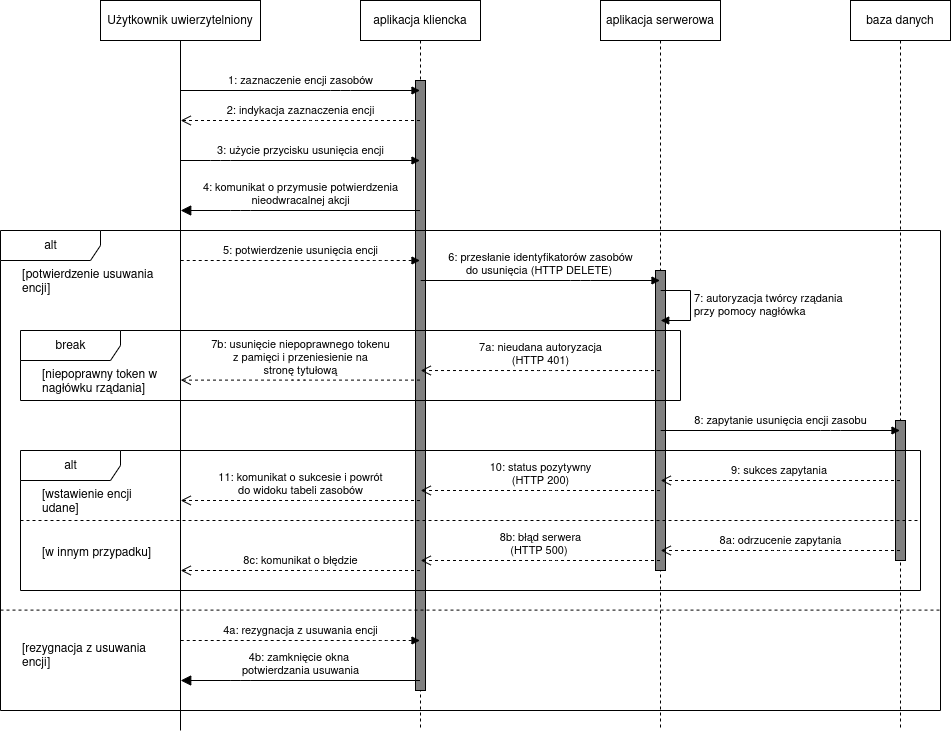 Użytkownik uwierzytelniony
aplikacja kliencka
aplikacja serwerowa
baza danych
1: zaznaczenie encji zasobów
2: indykacja zaznaczenia encji
3: użycie przycisku usunięcia encji
4: komunikat o przymusie potwierdzenia
nieodwracalnej akcji
alt
[potwierdzenie usuwania
encji]
5: potwierdzenie usunięcia encji
6: przesłanie identyfikatorów zasobów
do usunięcia (HTTP DELETE)
7: autoryzacja twórcy rządania
przy pomocy nagłówka
break
[niepoprawny token w
nagłówku rządania]
7b: usunięcie niepoprawnego tokenu
z pamięci i przeniesienie na
stronę tytułową
7a: nieudana autoryzacja
(HTTP 401)
8: zapytanie usunięcia encji zasobu
alt
[wstawienie encji
udane]
11: komunikat o sukcesie i powrót
do widoku tabeli zasobów
10: status pozytywny
(HTTP 200)
9: sukces zapytania
[w innym przypadku]
8c: komunikat o błędzie
8b: błąd serwera
(HTTP 500)
8a: odrzucenie zapytania
[rezygnacja z usuwania
encji]
4a: rezygnacja z usuwania encji
4b: zamknięcie okna
potwierdzania usuwania